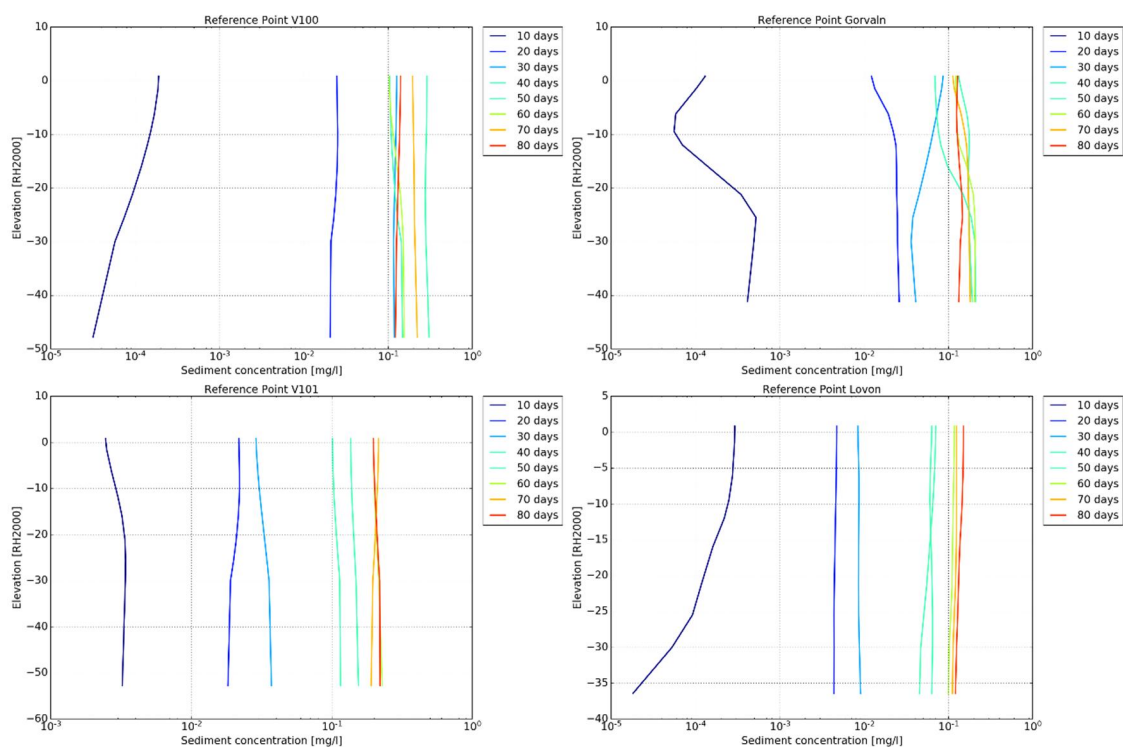 Reference Point V100
10
0
−10
−20
−30
−40
−50
Elevation [RH2000]
10⁻⁵
10⁻⁴
10⁻³
10⁻²
10⁻¹
10⁰
Sediment concentration [mg/l]
10 days
20 days
30 days
40 days
50 days
60 days
70 days
80 days
Reference Point Gorvaln
10
0
−10
−20
−30
−40
−50
Elevation [RH2000]
10⁻⁵
10⁻⁴
10⁻³
10⁻²
10⁻¹
10⁰
Sediment concentration [mg/l]
10 days
20 days
30 days
40 days
50 days
60 days
70 days
80 days
Reference Point V101
10
0
−10
−20
−30
−40
−50
−60
Elevation [RH2000]
10⁻³
10⁻²
10⁻¹
10⁰
Sediment concentration [mg/l]
10 days
20 days
30 days
40 days
50 days
60 days
70 days
80 days
Reference Point Lovon
5
0
−5
−10
−15
−20
−25
−30
−35
−40
Elevation [RH2000]
10⁻⁵
10⁻⁴
10⁻³
10⁻²
10⁻¹
10⁰
Sediment concentration [mg/l]
10 days
20 days
30 days
40 days
50 days
60 days
70 days
80 days